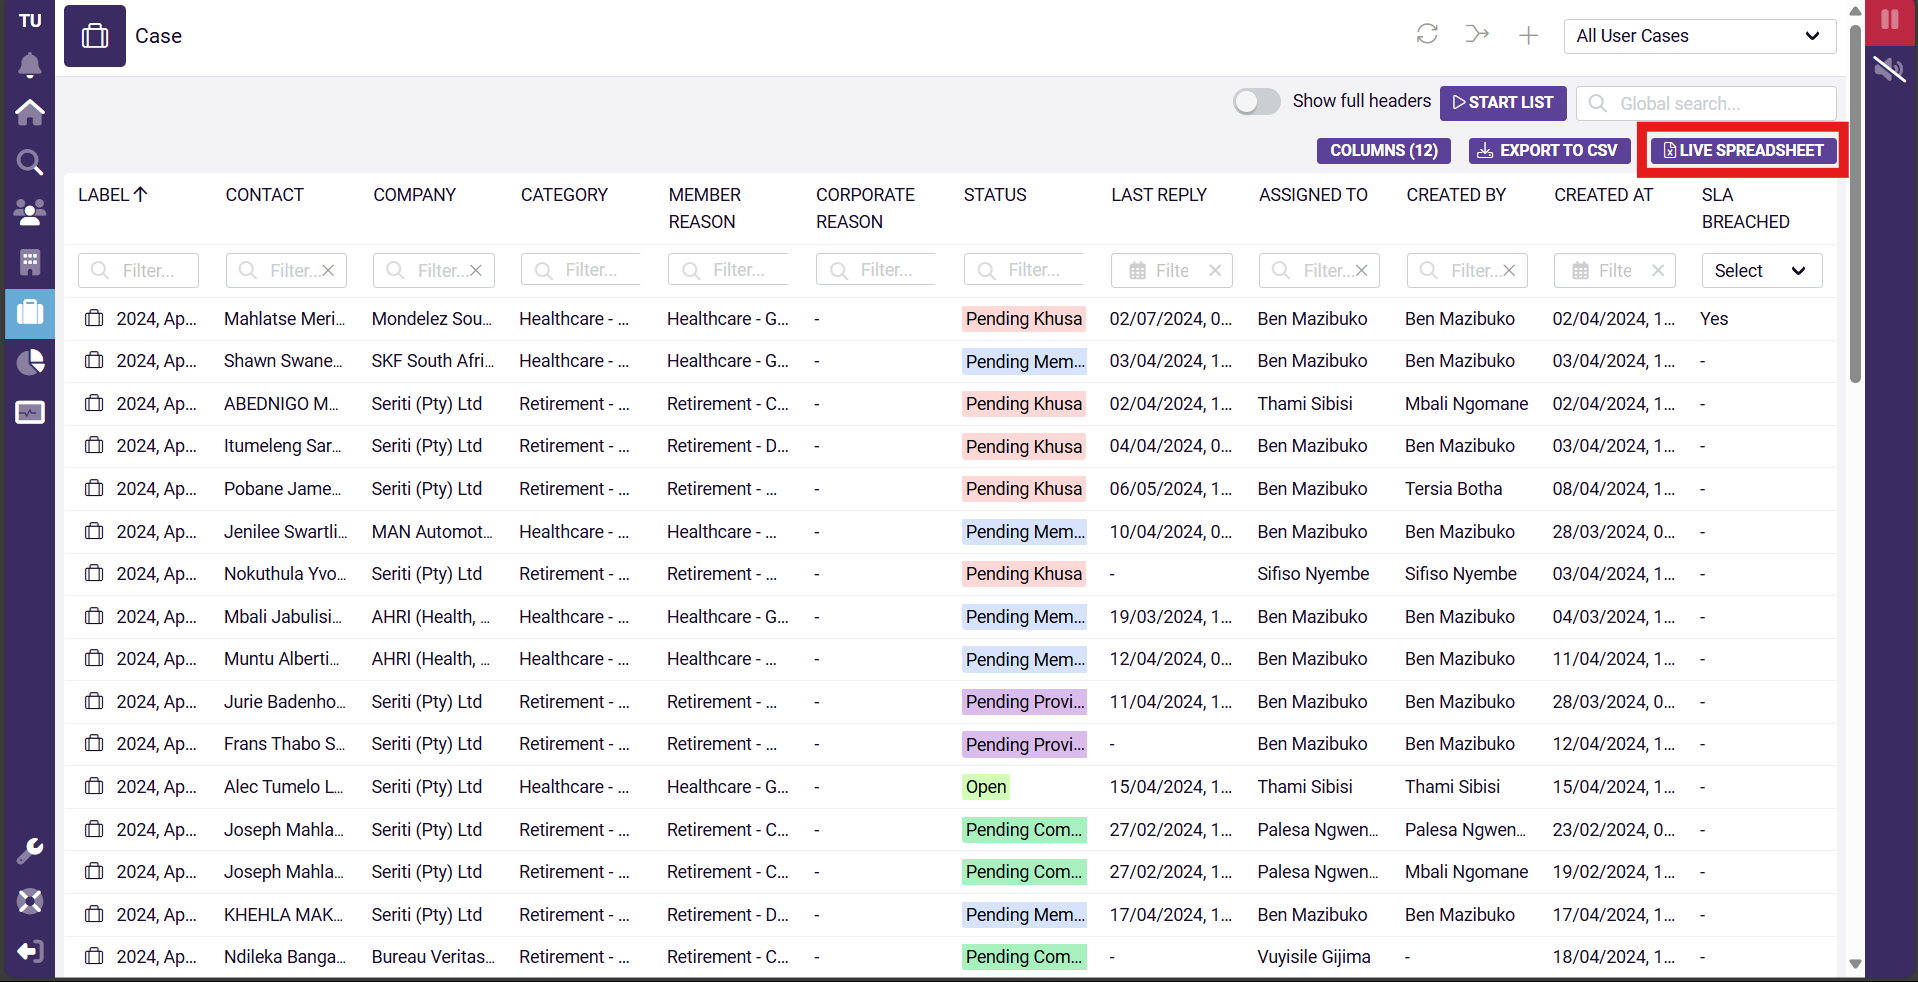 TU
Case
All User Cases
Show full headers
START LIST
Global search...
COLUMNS (12)
EXPORT TO CSV
LIVE SPREADSHEET
LABEL CONTACT COMPANY CATEGORY MEMBER REASON CORPORATE REASON STATUS LAST REPLY ASSIGNED TO CREATED BY CREATED AT SLA BREACHED
Filter... Filter... Filter... Filter... Filter... Filter... Filter... Filte Filter... Filter... Filte Select
2024, Ap... Mahlatse Meri... Mondelez Sou... Healthcare - ... Healthcare - G... - Pending Khusa 02/07/2024, 0... Ben Mazibuko Ben Mazibuko 02/04/2024, 1... Yes
2024, Ap... Shawn Swane... SKF South Afri... Healthcare - ... Healthcare - G... - Pending Mem... 03/04/2024, 1... Ben Mazibuko Ben Mazibuko 03/04/2024, 1... -
2024, Ap... ABEDNIGO M... Seriti (Pty) Ltd Retirement - ... Retirement - C... - Pending Khusa 02/04/2024, 1... Thami Sibisi Mbali Ngomane 02/04/2024, 1... -
2024, Ap... Itumeleng Sar... Seriti (Pty) Ltd Retirement - ... Retirement - D... - Pending Khusa 04/04/2024, 0... Ben Mazibuko Ben Mazibuko 03/04/2024, 1... -
2024, Ap... Pobane Jame... Seriti (Pty) Ltd Retirement - ... Retirement - ... - Pending Khusa 06/05/2024, 1... Ben Mazibuko Tersia Botha 08/04/2024, 1... -
2024, Ap... Jenilee Swartli... MAN Automot... Healthcare - ... Healthcare - ... - Pending Mem... 10/04/2024, 0... Ben Mazibuko Ben Mazibuko 28/03/2024, 0... -
2024, Ap... Nokuthula Yvo... Seriti (Pty) Ltd Retirement - ... Retirement - ... - Pending Khusa - Sifiso Nyembe Sifiso Nyembe 03/04/2024, 1... -
2024, Ap... Mbali Jabulisi... AHRI (Health, ... Healthcare - ... Healthcare - G... - Pending Mem... 19/03/2024, 1... Ben Mazibuko Ben Mazibuko 04/03/2024, 1... -
2024, Ap... Muntu Alberti... AHRI (Health, ... Healthcare - ... Healthcare - G... - Pending Mem... 12/04/2024, 0... Ben Mazibuko Ben Mazibuko 11/04/2024, 1... -
2024, Ap... Jurie Badenho... Seriti (Pty) Ltd Retirement - ... Retirement - ... - Pending Provi... 11/04/2024, 1... Ben Mazibuko Ben Mazibuko 28/03/2024, 0... -
2024, Ap... Frans Thabo S... Seriti (Pty) Ltd Retirement - ... Retirement - ... - Pending Provi... - Ben Mazibuko Ben Mazibuko 12/04/2024, 1... -
2024, Ap... Alec Tumelo L... Seriti (Pty) Ltd Healthcare - ... Healthcare - G... - Open 15/04/2024, 1... Thami Sibisi Thami Sibisi 15/04/2024, 1... -
2024, Ap... Joseph Mahla... Seriti (Pty) Ltd Retirement - ... Retirement - C... - Pending Com... 27/02/2024, 1... Palesa Ngwen... Palesa Ngwen... 23/02/2024, 0... -
2024, Ap... Joseph Mahla... Seriti (Pty) Ltd Retirement - ... Retirement - C... - Pending Com... 27/02/2024, 1... Palesa Ngwen... Mbali Ngomane 19/02/2024, 1... -
2024, Ap... KHEHLA MAK... Seriti (Pty) Ltd Retirement - ... Retirement - D... - Pending Mem... 17/04/2024, 1... Ben Mazibuko Ben Mazibuko 17/04/2024, 1... -
2024, Ap... Ndileka Banga... Bureau Veritas... Retirement - ... Retirement - C... - Pending Com... - Vuyisile Gijima - 18/04/2024, 1... -